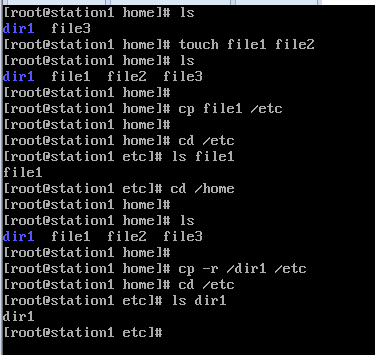 [root@station1 home]# ls
dir1  file3
[root@station1 home]# touch file1 file2
[root@station1 home]# ls
dir1  file1  file2  file3
[root@station1 home]#
[root@station1 home]# cp file1 /etc
[root@station1 home]#
[root@station1 home]# cd /etc
[root@station1 etc]# ls file1
file1
[root@station1 etc]# cd /home
[root@station1 home]#
[root@station1 home]# ls
dir1  file1  file2  file3
[root@station1 home]#
[root@station1 home]# cp -r /dir1 /etc
[root@station1 home]# cd /etc
[root@station1 etc]# ls dir1
dir1
[root@station1 etc]#